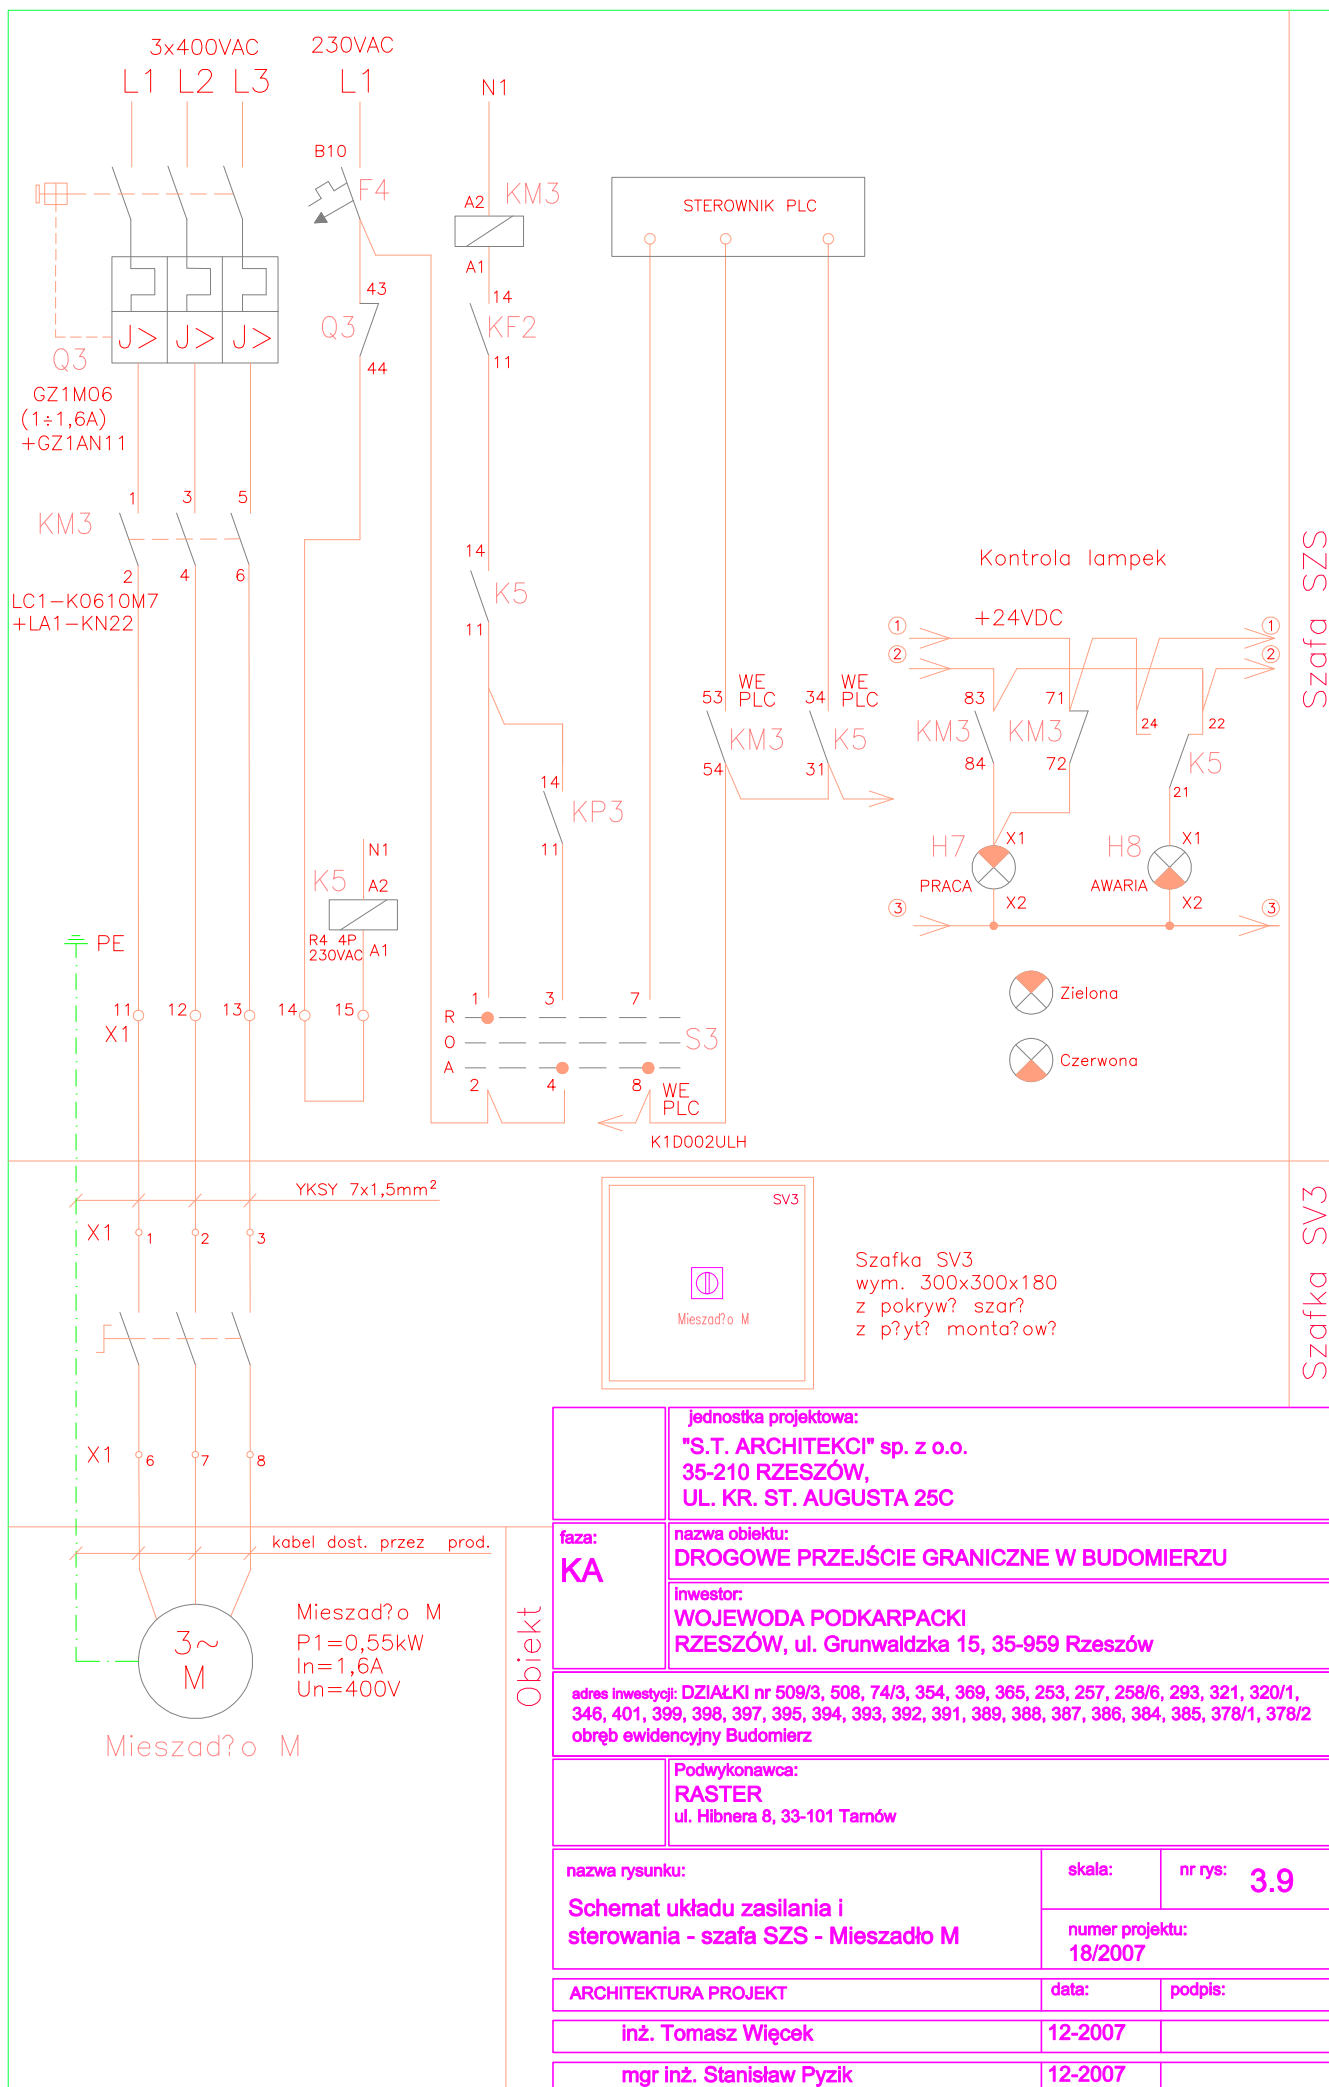 3x400VAC
230VAC
L1 L2 L3
L1
N1
B10
F4
A2
KM3
A1
STEROWNIK PLC
43
Q3
44
14
KF2
11
J> J> J>
Q3
GZ1M06
(1÷1,6A)
+GZ1AN11
1 3 5
KM3
2 4 6
LC1-K0610M7
+LA1-KN22
14
K5
11
Kontrola lampek
+24VDC
1 1
2 2
53 WE PLC
KM3
54
34 WE PLC
K5
31
83
KM3
84
71
KM3
72
24 22
K5
21
14
KP3
11
H7
X1
PRACA
X2
H8
X1
AWARIA
X2
3 3
N1
K5 A2
R4 4P
230VAC A1
PE
11 12 13 14 15
X1
1 3 7
R
O
A
S3
2 4 8
WE
PLC
K1D002ULH
Zielona
Czerwona
Szafa SZS
YKSY 7x1,5mm²
X1 1 2 3
SV3
Mieszad?o M
Szafka SV3
wym. 300x300x180
z pokryw? szar?
z p?yt? monta?ow?
Szafka SV3
X1 6 7 8
kabel dost. przez prod.
3~
M
Mieszad?o M
P1=0,55kW
In=1,6A
Un=400V
Mieszad?o M
Obiekt
jednostka projektowa:
"S.T. ARCHITEKCI" sp. z o.o.
35-210 RZESZÓW,
UL. KR. ST. AUGUSTA 25C
faza:
KA
nazwa obiektu:
DROGOWE PRZEJŚCIE GRANICZNE W BUDOMIERZU
inwestor:
WOJEWODA PODKARPACKI
RZESZÓW, ul. Grunwaldzka 15, 35-959 Rzeszów
adres inwestycji: DZIAŁKI nr 509/3, 508, 74/3, 354, 369, 365, 253, 257, 258/6, 293, 321, 320/1,
346, 401, 399, 398, 397, 395, 394, 393, 392, 391, 389, 388, 387, 386, 384, 385, 378/1, 378/2
obręb ewidencyjny Budomierz
Podwykonawca:
RASTER
ul. Hibnera 8, 33-101 Tarnów
nazwa rysunku:
Schemat układu zasilania i
sterowania - szafa SZS - Mieszadło M
skala:
nr rys: 3.9
numer projektu:
18/2007
ARCHITEKTURA PROJEKT
data:
podpis:
inż. Tomasz Więcek
12-2007
mgr inż. Stanisław Pyzik
12-2007